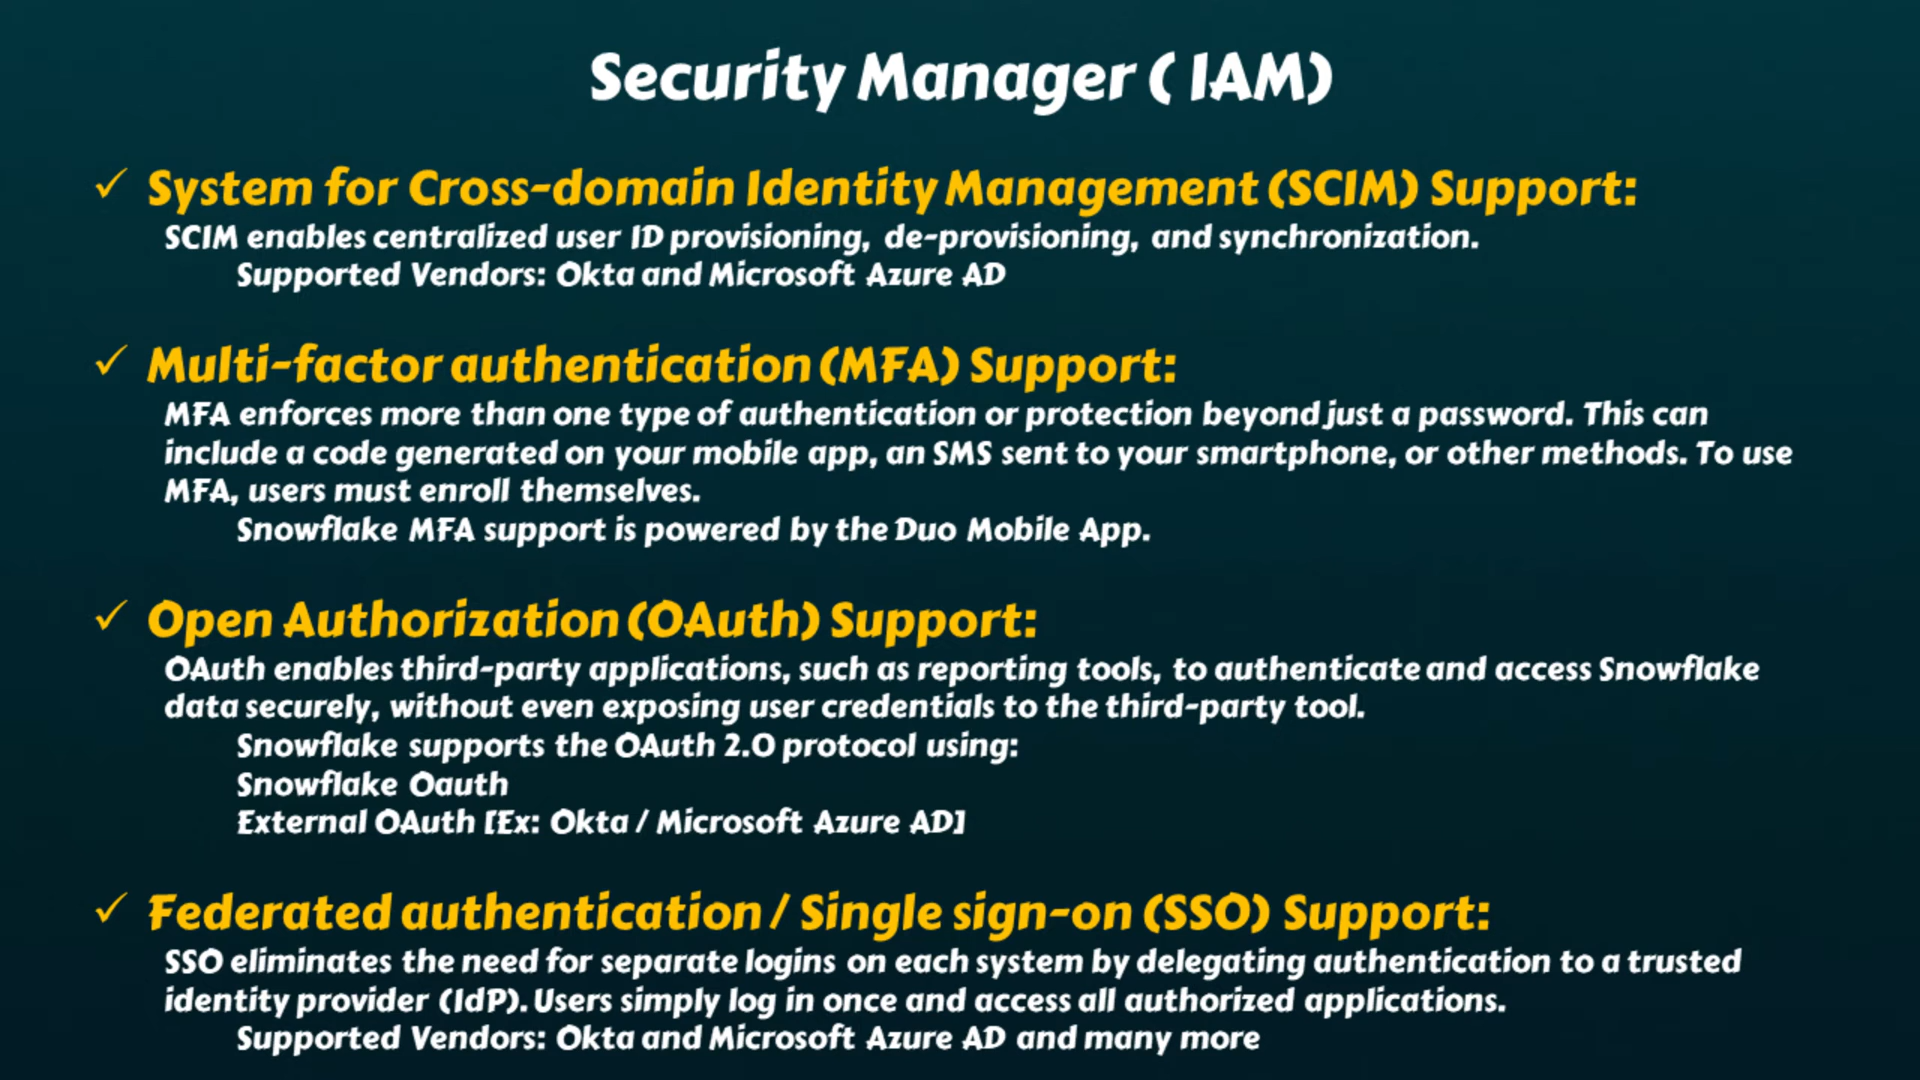 Security Manager ( IAM)
✓ System for Cross-domain Identity Management (SCIM) Support:
SCIM enables centralized user ID provisioning, de-provisioning, and synchronization.
Supported Vendors: Okta and Microsoft Azure AD
✓ Multi-factor authentication (MFA) Support:
MFA enforces more than one type of authentication or protection beyond just a password. This can
include a code generated on your mobile app, an SMS sent to your smartphone, or other methods. To use
MFA, users must enroll themselves.
Snowflake MFA support is powered by the Duo Mobile App.
✓ Open Authorization (OAuth) Support:
OAuth enables third-party applications, such as reporting tools, to authenticate and access Snowflake
data securely, without even exposing user credentials to the third-party tool.
Snowflake supports the OAuth 2.0 protocol using:
Snowflake Oauth
External OAuth [Ex: Okta / Microsoft Azure AD]
✓ Federated authentication / Single sign-on (SSO) Support:
SSO eliminates the need for separate logins on each system by delegating authentication to a trusted
identity provider (IdP). Users simply log in once and access all authorized applications.
Supported Vendors: Okta and Microsoft Azure AD and many more